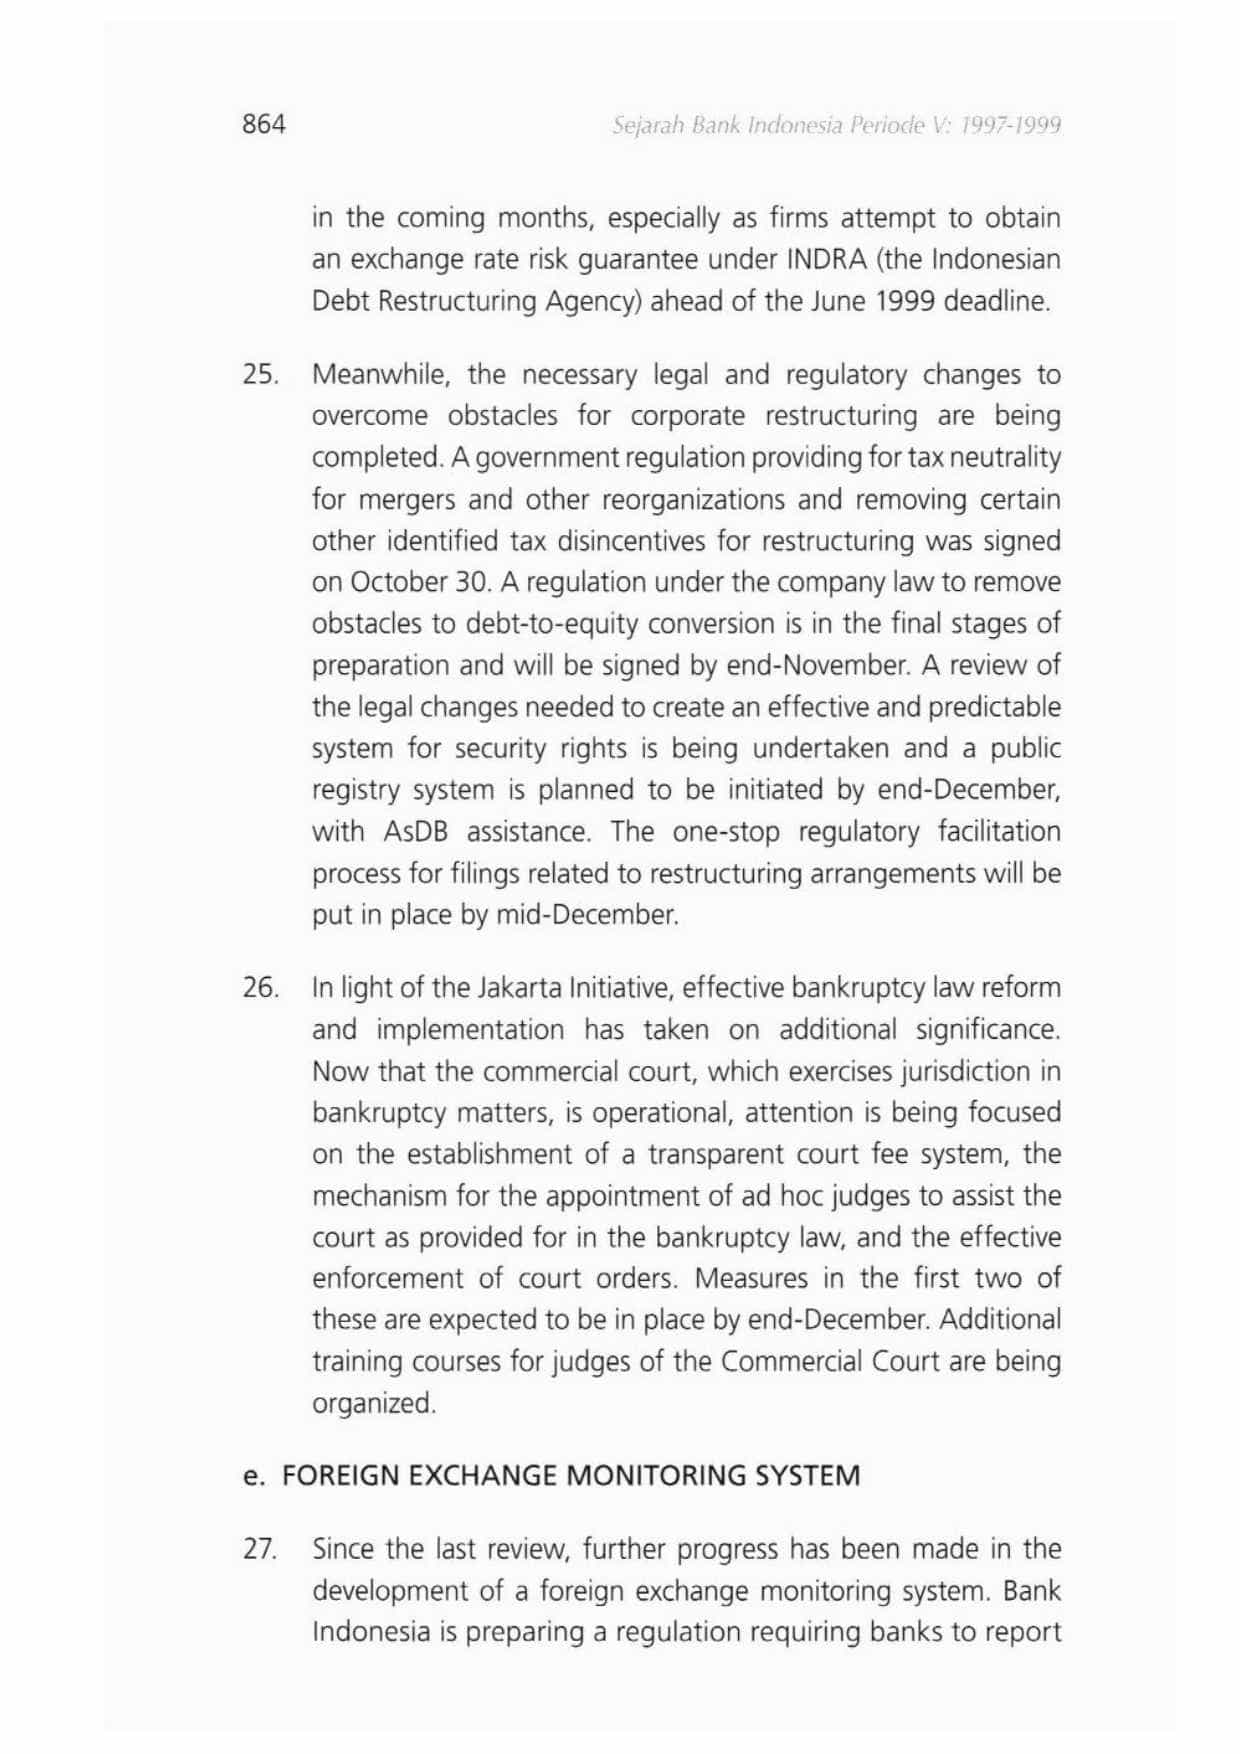 864
Sejarah Bank Indonesia Periode V: 1997-1999
in the coming months, especially as firms attempt to obtain
an exchange rate risk guarantee under INDRA (the Indonesian
Debt Restructuring Agency) ahead of the June 1999 deadline.
25. Meanwhile, the necessary legal and regulatory changes to
overcome obstacles for corporate restructuring are being
completed. A government regulation providing for tax neutrality
for mergers and other reorganizations and removing certain
other identified tax disincentives for restructuring was signed
on October 30. A regulation under the company law to remove
obstacles to debt-to-equity conversion is in the final stages of
preparation and will be signed by end-November. A review of
the legal changes needed to create an effective and predictable
system for security rights is being undertaken and a public
registry system is planned to be initiated by end-December,
with AsDB assistance. The one-stop regulatory facilitation
process for filings related to restructuring arrangements will be
put in place by mid-December.
26. In light of the Jakarta Initiative, effective bankruptcy law reform
and implementation has taken on additional significance.
Now that the commercial court, which exercises jurisdiction in
bankruptcy matters, is operational, attention is being focused
on the establishment of a transparent court fee system, the
mechanism for the appointment of ad hoc judges to assist the
court as provided for in the bankruptcy law, and the effective
enforcement of court orders. Measures in the first two of
these are expected to be in place by end-December. Additional
training courses for judges of the Commercial Court are being
organized.
e. FOREIGN EXCHANGE MONITORING SYSTEM
27. Since the last review, further progress has been made in the
development of a foreign exchange monitoring system. Bank
Indonesia is preparing a regulation requiring banks to report